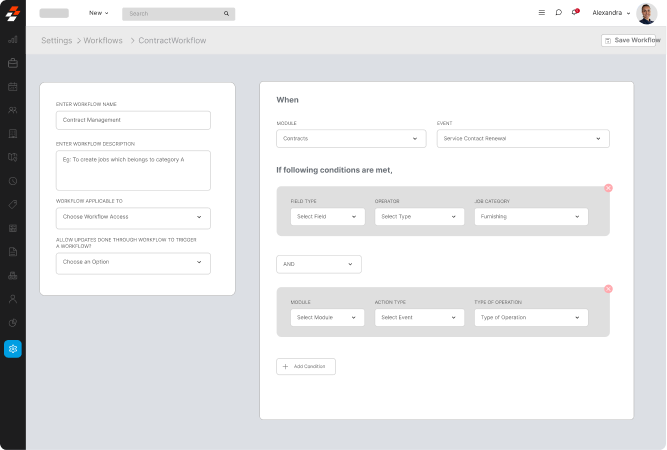 New
Search
Alexandra
Settings > Workflows > ContractWorkflow
Save Workflow
ENTER WORKFLOW NAME
Contract Management
ENTER WORKFLOW DESCRIPTION
Eg: To create jobs which belongs to category A
WORKFLOW APPLICABLE TO
Choose Workflow Access
ALLOW UPDATES DONE THROUGH WORKFLOW TO TRIGGER
A WORKFLOW?
Choose an Option
When
MODULE EVENT
Contracts Service Contact Renewal
If following conditions are met,
FIELD TYPE OPERATOR JOB CATEGORY
Select Field Select Type Furnishing
AND
MODULE ACTION TYPE TYPE OF OPERATION
Select Module Select Event Type of Operation
+ Add Condition